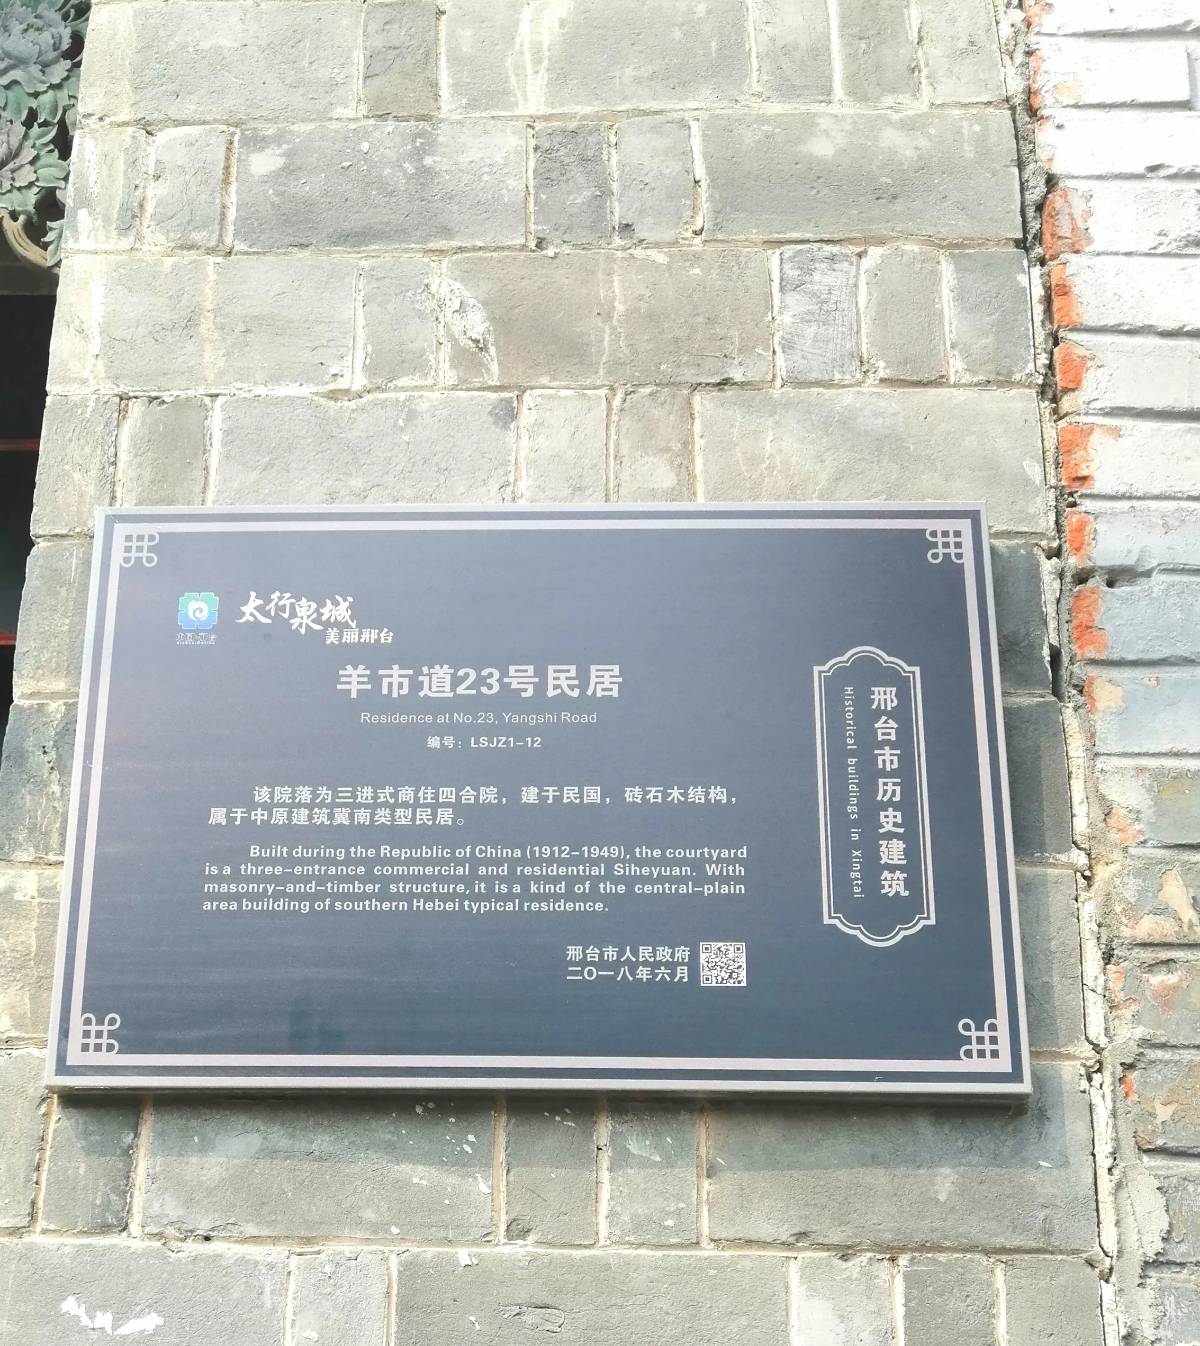 太行泉城
美丽邢台
羊市道23号民居
Residence at No.23, Yangshi Road
编号：LSJZ1-12
该院落为三进式商住四合院，建于民国，砖石木结构，
属于中原建筑冀南类型民居。
Built during the Republic of China (1912-1949), the courtyard
is a three-entrance commercial and residential Siheyuan. With
masonry-and-timber structure, it is a kind of the central-plain
area building of southern Hebei typical residence.
邢台市人民政府
二〇一八年六月
邢台市历史建筑
Historical buildings in Xingtai